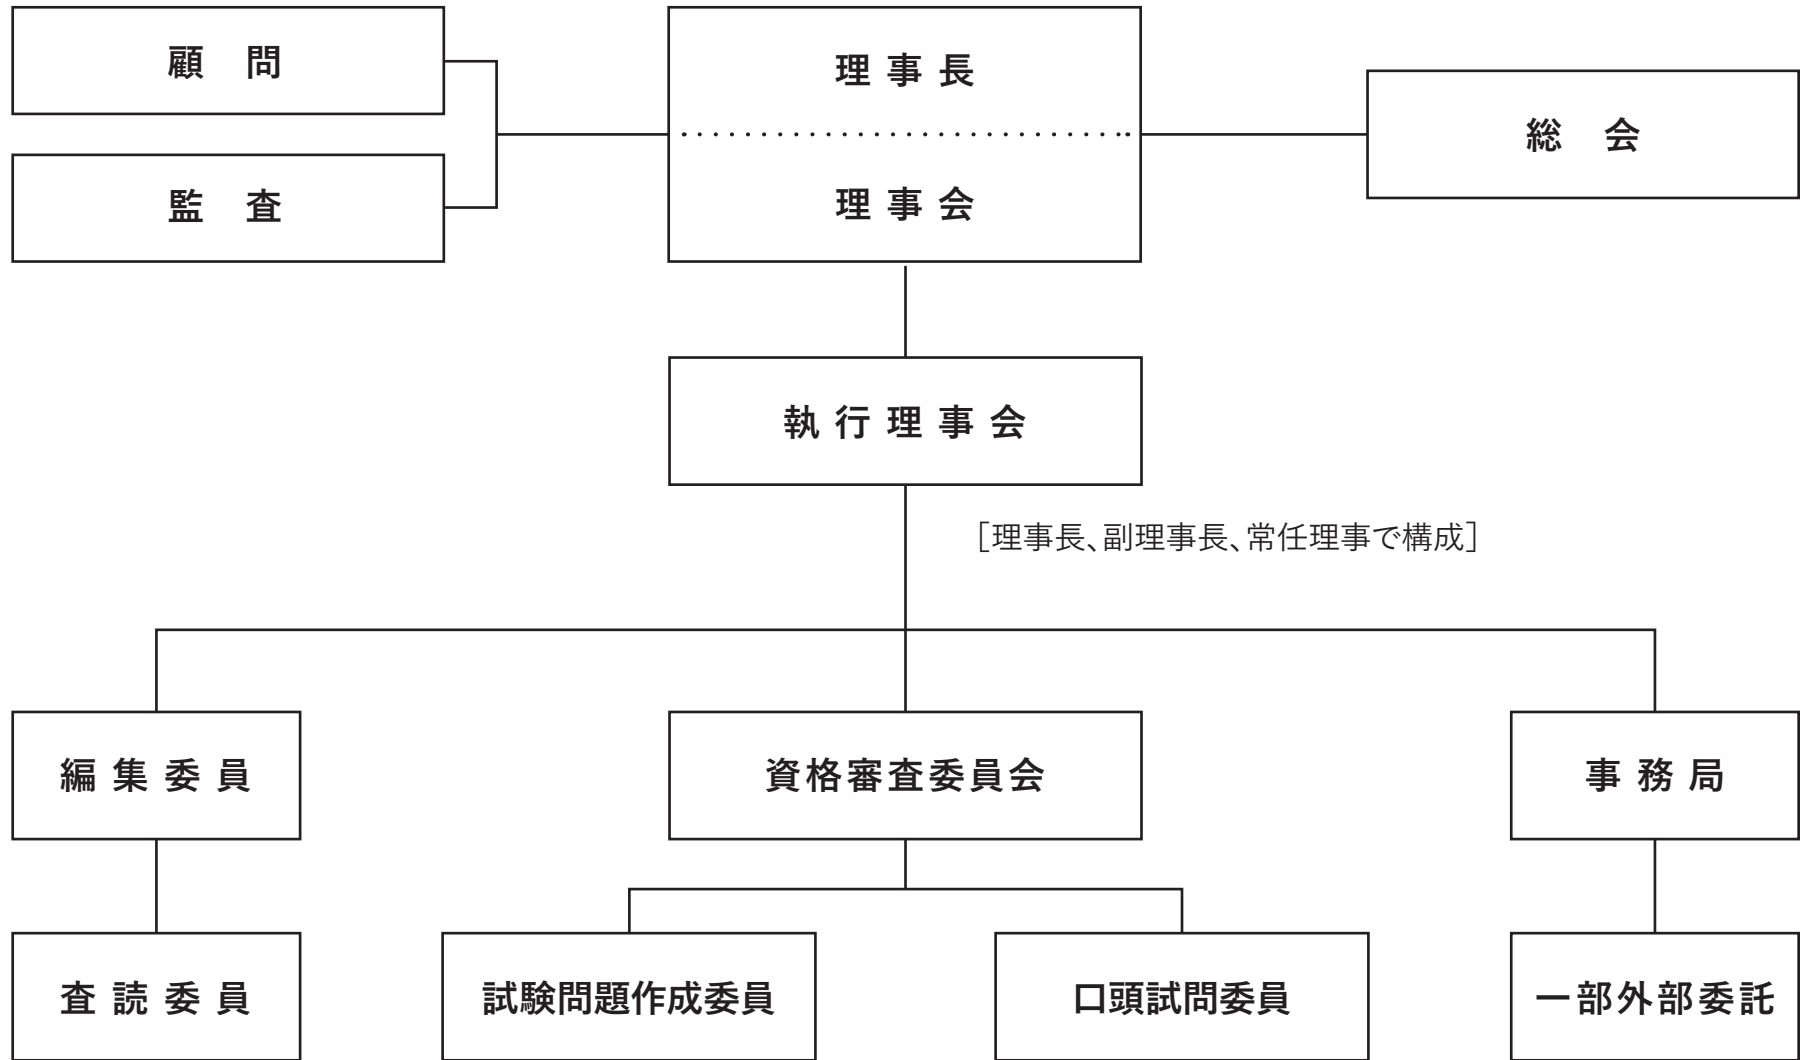 顧問
理事長
総会
監査
理事会
執行理事会
［理事長、副理事長、常任理事で構成］
編集委員
資格審査委員会
事務局
査読委員
試験問題作成委員
口頭試問委員
一部外部委託